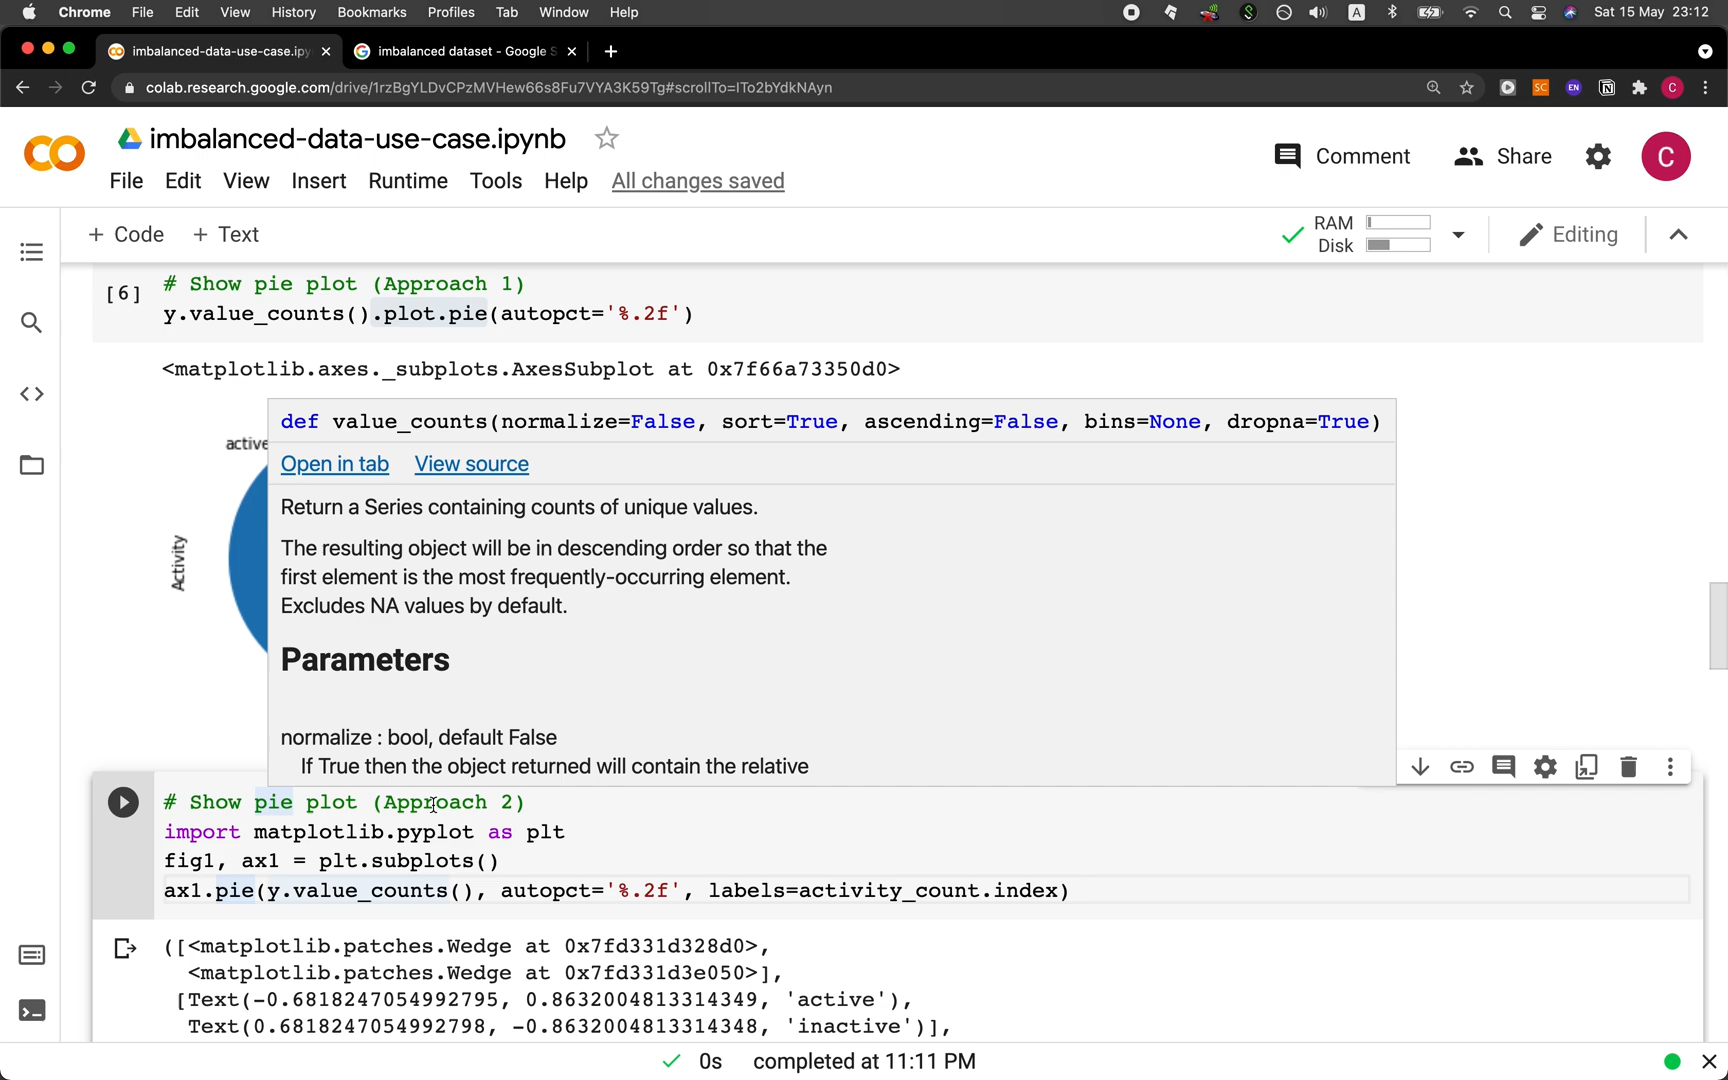 Chrome File Edit View History Bookmarks Profiles Tab Window Help A Sat 15 May 23:12
imbalanced-data-use-case.ipy imbalanced dataset - Google S
colab.research.google.com/drive/1rzBgYLDvCPzMVHew66s8Fu7VYA3K59Tg#scrollTo=ITo2bYdkNAyn SC EN C
imbalanced-data-use-case.ipynb
Comment Share C
File Edit View Insert Runtime Tools Help All changes saved
+ Code + Text RAM Disk Editing
[6] # Show pie plot (Approach 1)
y.value_counts().plot.pie(autopct='%.2f')
<matplotlib.axes._subplots.AxesSubplot at 0x7f66a73350d0>
def value_counts(normalize=False, sort=True, ascending=False, bins=None, dropna=True)
active
Open in tab View source
Return a Series containing counts of unique values.
The resulting object will be in descending order so that the
first element is the most frequently-occurring element.
Excludes NA values by default.
Activity
Parameters
normalize : bool, default False
If True then the object returned will contain the relative
# Show pie plot (Approach 2)
import matplotlib.pyplot as plt
fig1, ax1 = plt.subplots()
ax1.pie(y.value_counts(), autopct='%.2f', labels=activity_count.index)
([<matplotlib.patches.Wedge at 0x7fd331d328d0>,
<matplotlib.patches.Wedge at 0x7fd331d3e050>],
[Text(-0.6818247054992795, 0.8632004813314349, 'active'),
Text(0.6818247054992798, -0.8632004813314348, 'inactive')],
0s completed at 11:11 PM